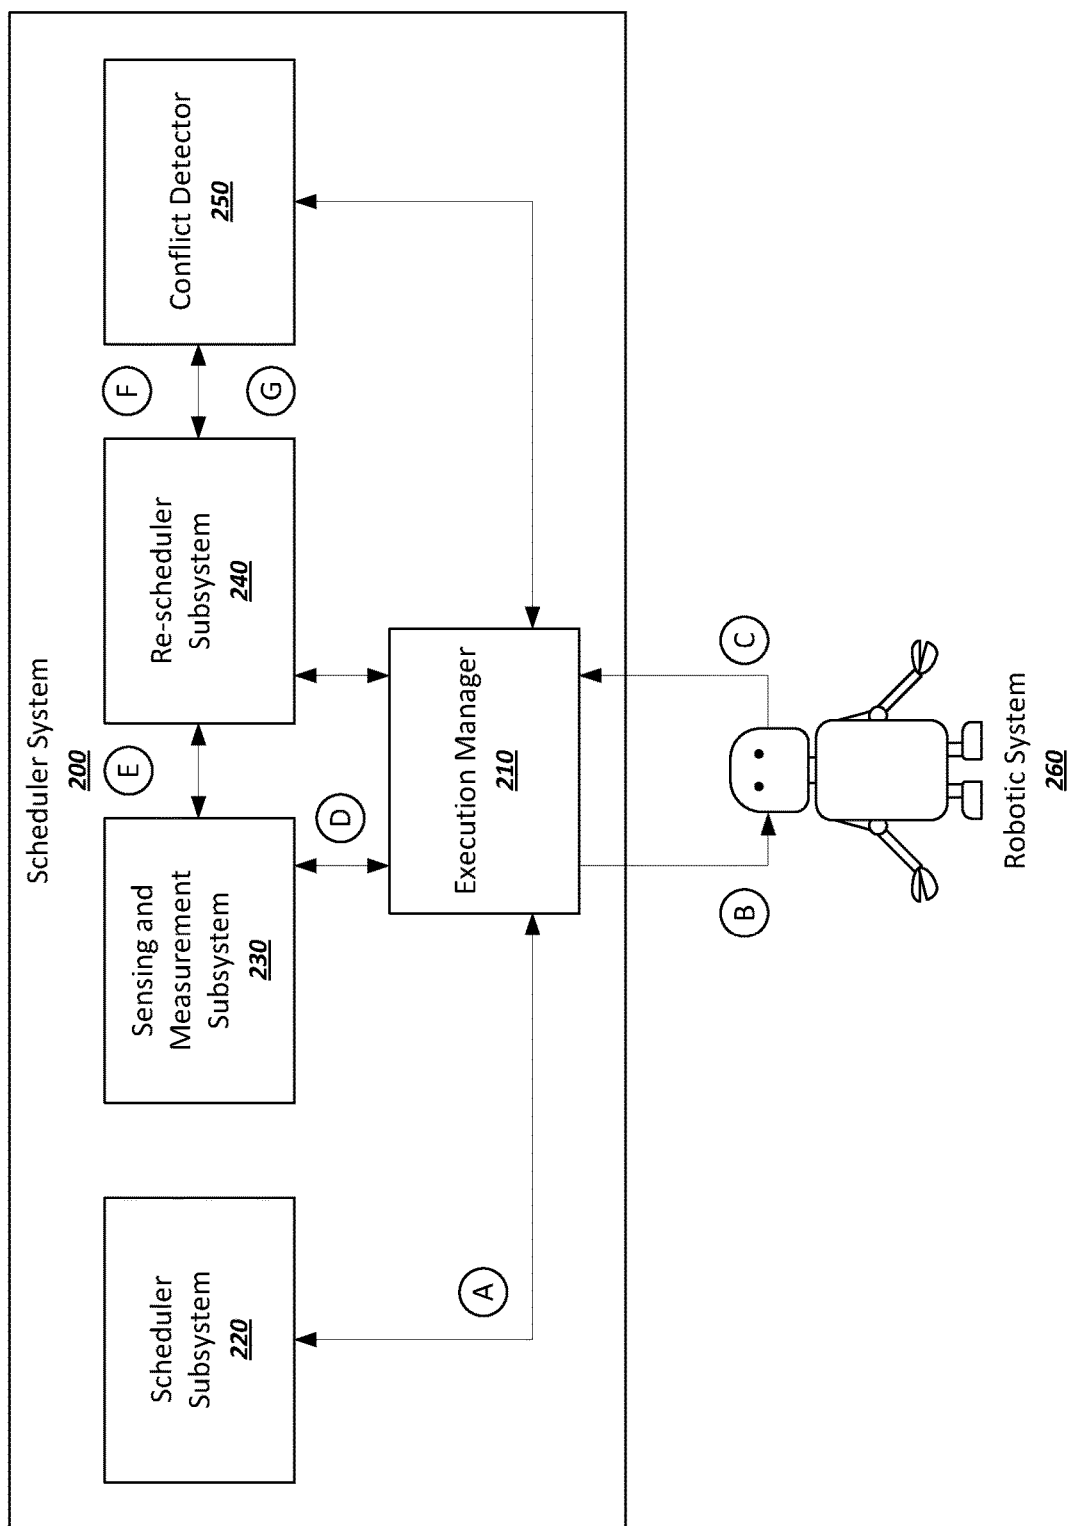 Scheduler System
200
Scheduler
Subsystem
220
Sensing and
Measurement
Subsystem
230
E
Re-scheduler
Subsystem
240
F
G
Conflict Detector
250
D
A
Execution Manager
210
B
C
Robotic System
260